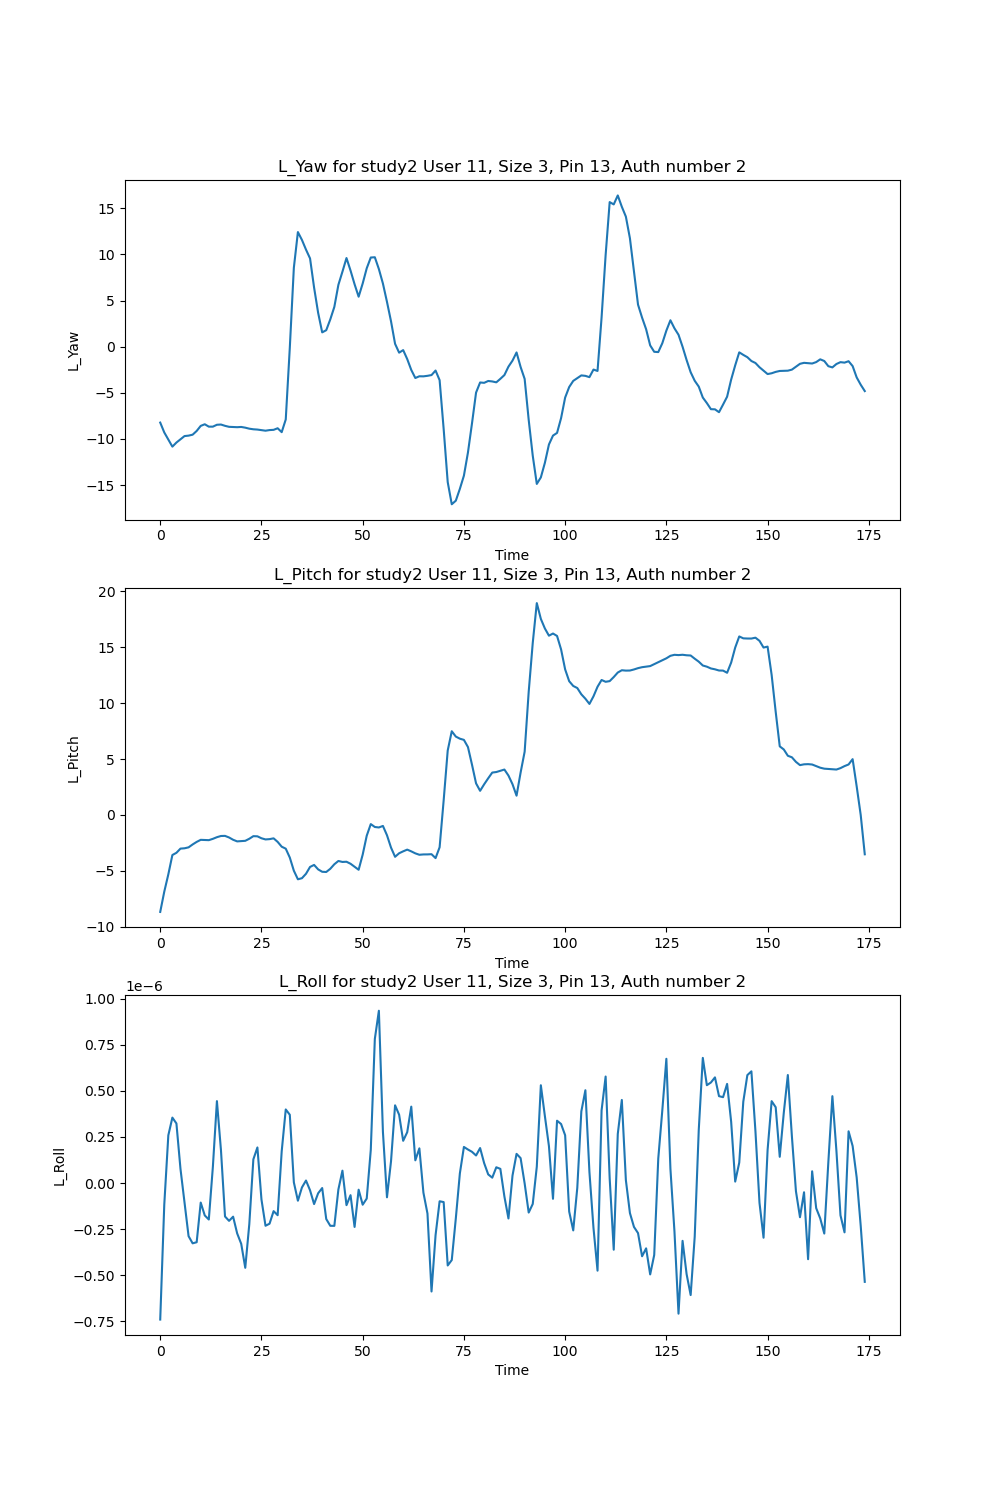 L_Yaw for study2 User 11, Size 3, Pin 13, Auth number 2
15
10
5
0
−5
−10
−15
L_Yaw
0 25 50 75 100 125 150 175
Time
L_Pitch for study2 User 11, Size 3, Pin 13, Auth number 2
20
15
10
5
0
−5
−10
L_Pitch
0 25 50 75 100 125 150 175
Time
L_Roll for study2 User 11, Size 3, Pin 13, Auth number 2
1e−6
1.00
0.75
0.50
0.25
0.00
−0.25
−0.50
−0.75
L_Roll
0 25 50 75 100 125 150 175
Time